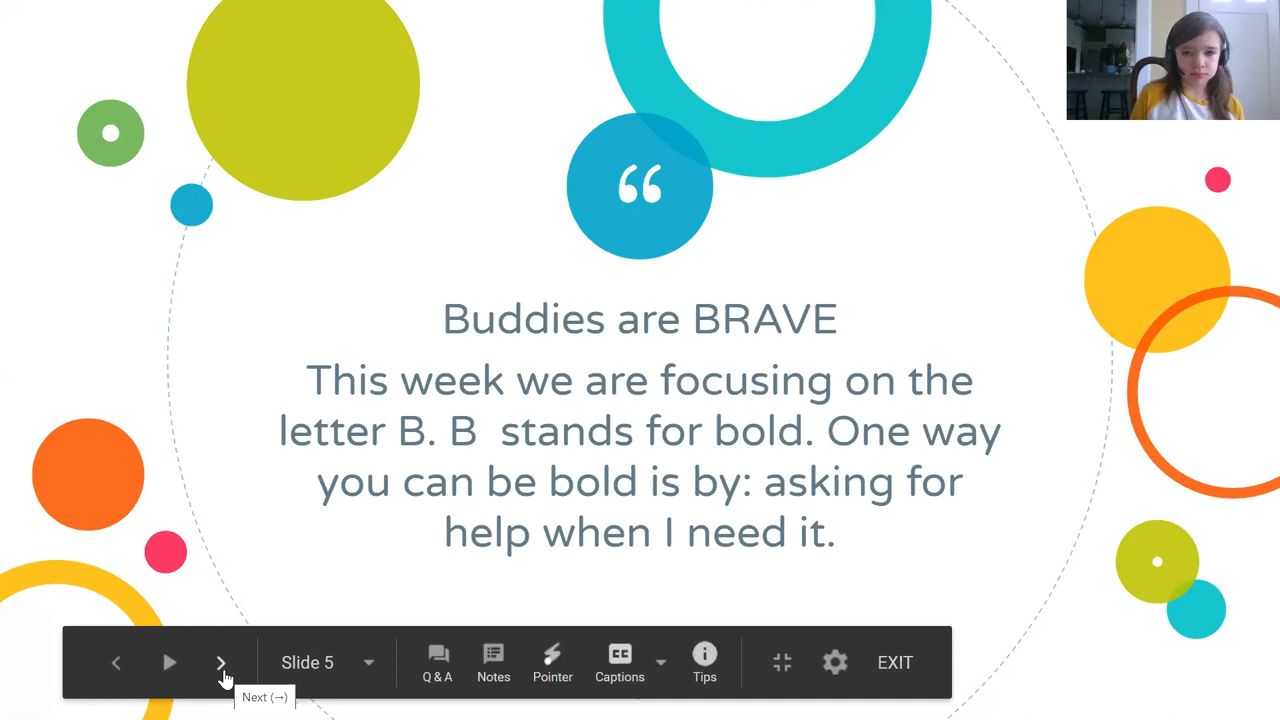 “
Buddies are BRAVE
This week we are focusing on the
letter B. B stands for bold. One way
you can be bold is by: asking for
help when I need it.
Slide 5
Q & A
Notes
Pointer
CC
Captions
Tips
EXIT
Next (→)